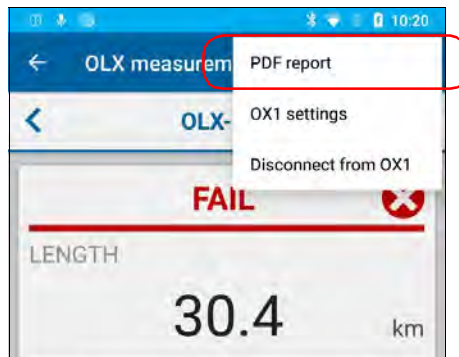 10:20
OLX measurem
PDF report
OLX-
OX1 settings
Disconnect from OX1
FAIL
LENGTH
30.4
km